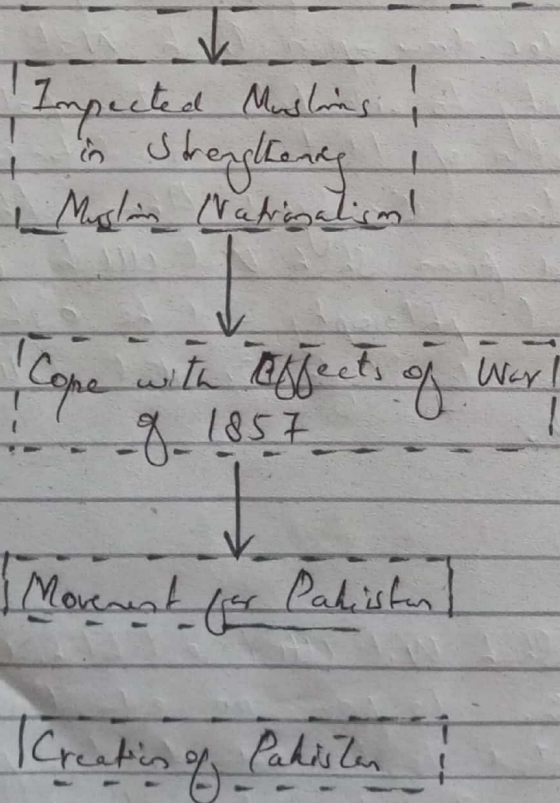 Impacted Muslims
in Strengthening
Muslim Nationalism
Cope with Effects of War
of 1857
Movement for Pakistan
Creation of Pakistan